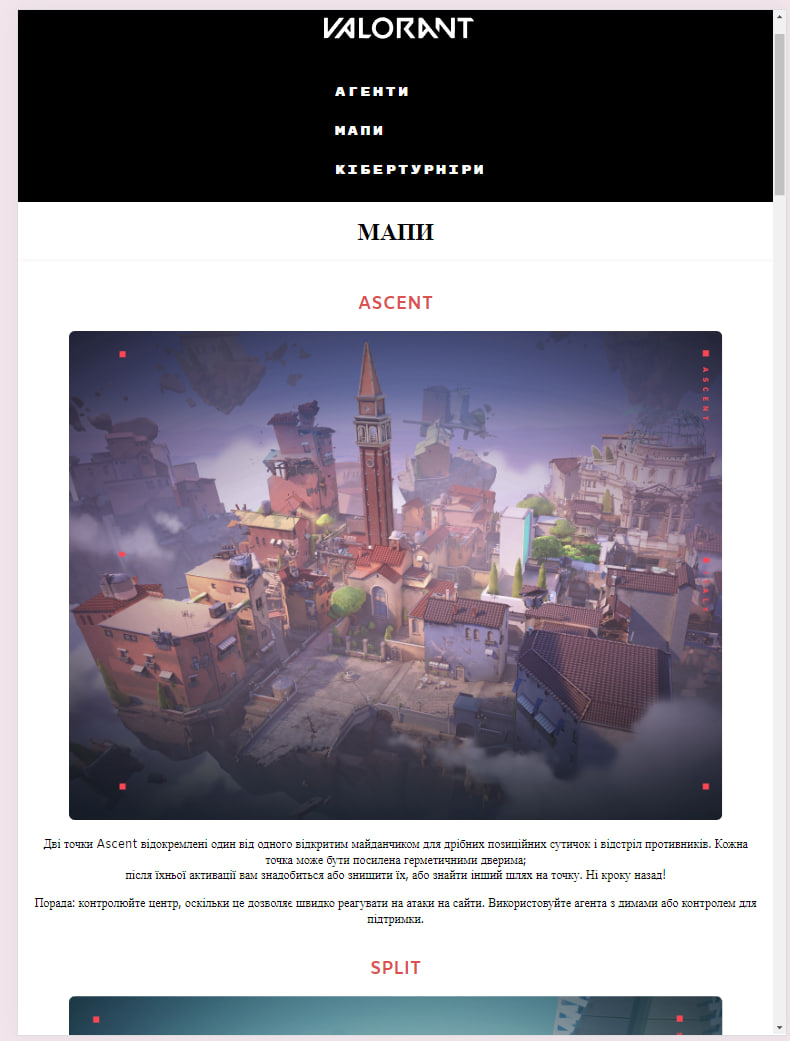 VALORANT
АГЕНТИ
МАПИ
КІБЕРТУРНІРИ
МАПИ
ASCENT
ASCENT
Дві точки Ascent відокремлені один від одного відкритим майданчиком для дрібних позиційних сутичок і відстріл противників. Кожна
точка може бути посилена герметичними дверима;
після їхньої активації вам знадобиться або знищити їх, або знайти інший шлях на точку. Ні кроку назад!
Порада: контролюйте центр, оскільки це дозволяє швидко реагувати на атаки на сайти. Використовуйте агента з димами або контролем для
підтримки.
SPLIT